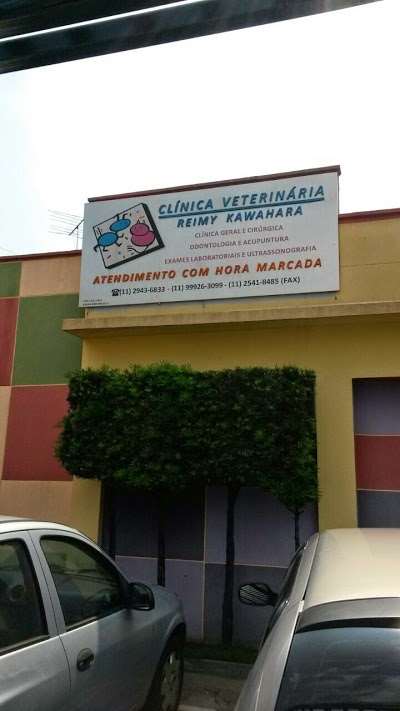 CLÍNICA VETERINÁRIA
REIMY KAWAHARA
CLÍNICA GERAL E CIRÚRGICA
ODONTOLOGIA E ACUPUNTURA
EXAMES LABORATORIAIS E ULTRASSONOGRAFIA
ATENDIMENTO COM HORA MARCADA
(11) 2943-6833 - (11) 99926-3099 - (11) 2541-8485 (FAX)